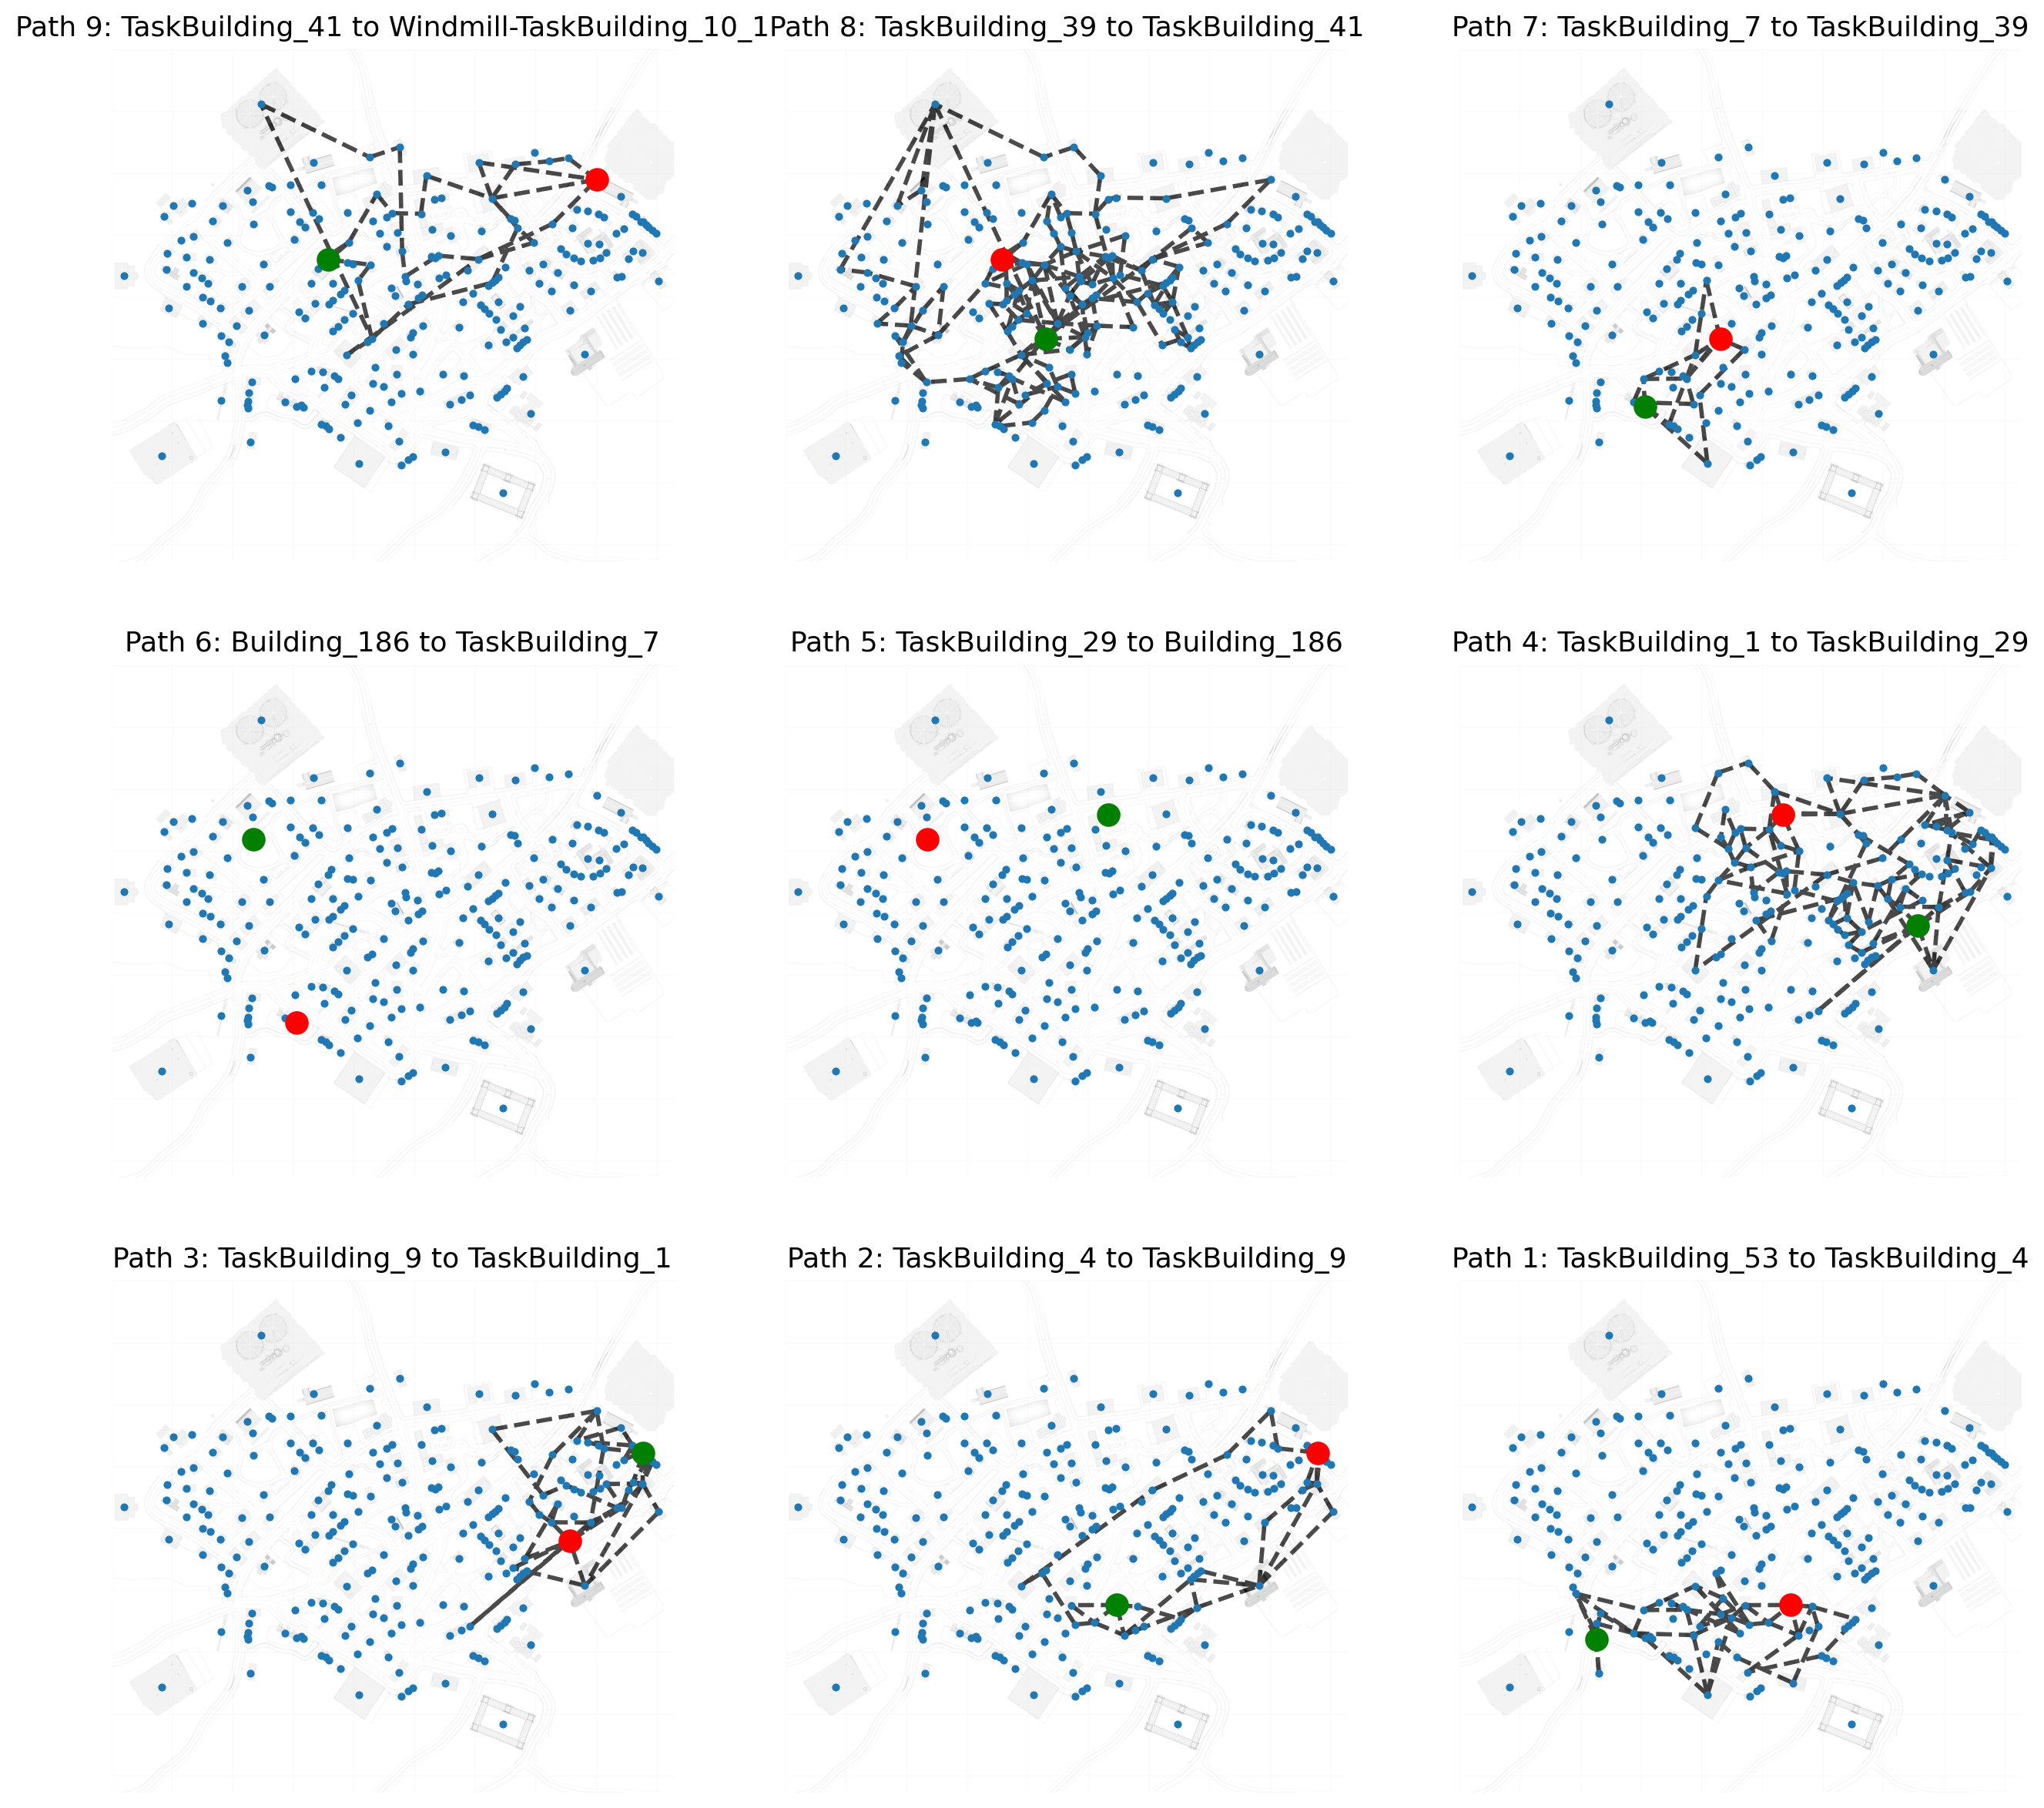 Path 9: TaskBuilding_41 to Windmill-TaskBuilding_10_1
Path 8: TaskBuilding_39 to TaskBuilding_41
Path 7: TaskBuilding_7 to TaskBuilding_39
Path 6: Building_186 to TaskBuilding_7
Path 5: TaskBuilding_29 to Building_186
Path 4: TaskBuilding_1 to TaskBuilding_29
Path 3: TaskBuilding_9 to TaskBuilding_1
Path 2: TaskBuilding_4 to TaskBuilding_9
Path 1: TaskBuilding_53 to TaskBuilding_4